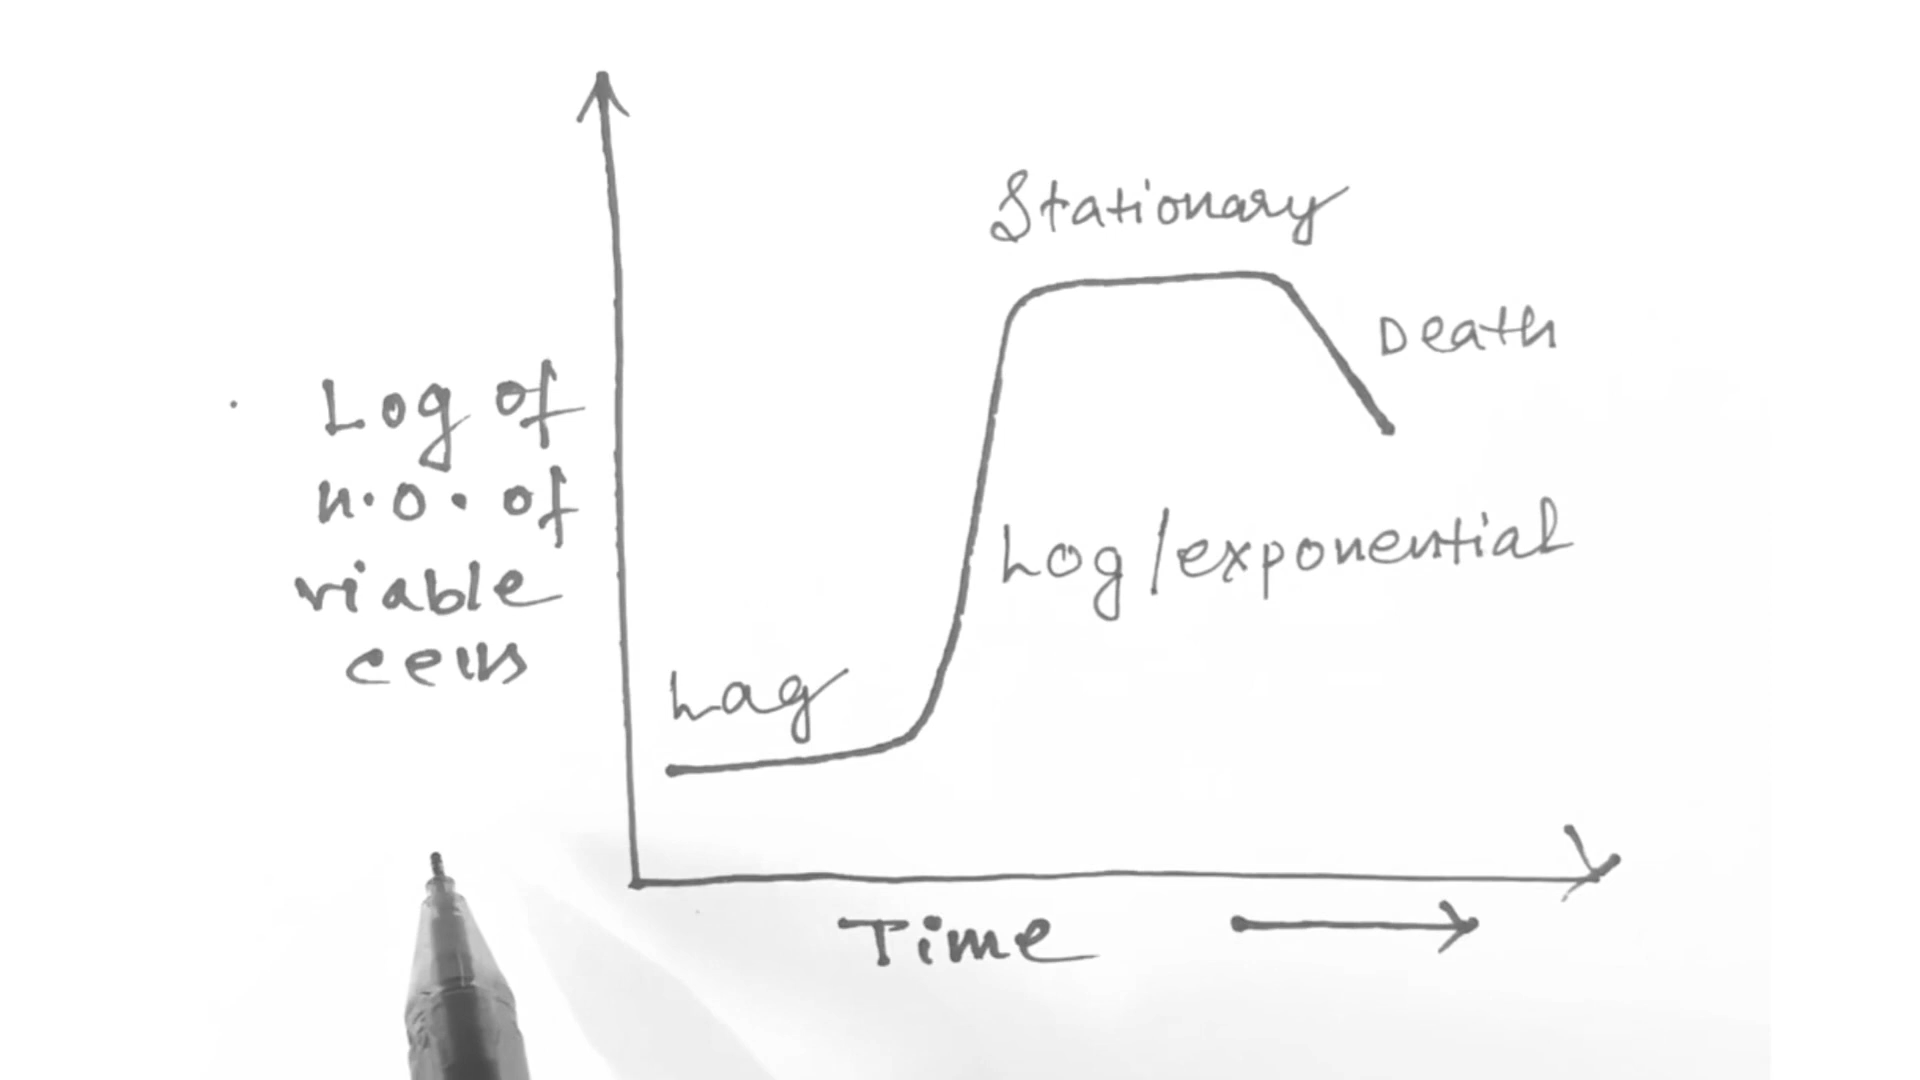 Stationary
Death
Log of
n.o. of
viable
cells
Log/exponential
Lag
Time